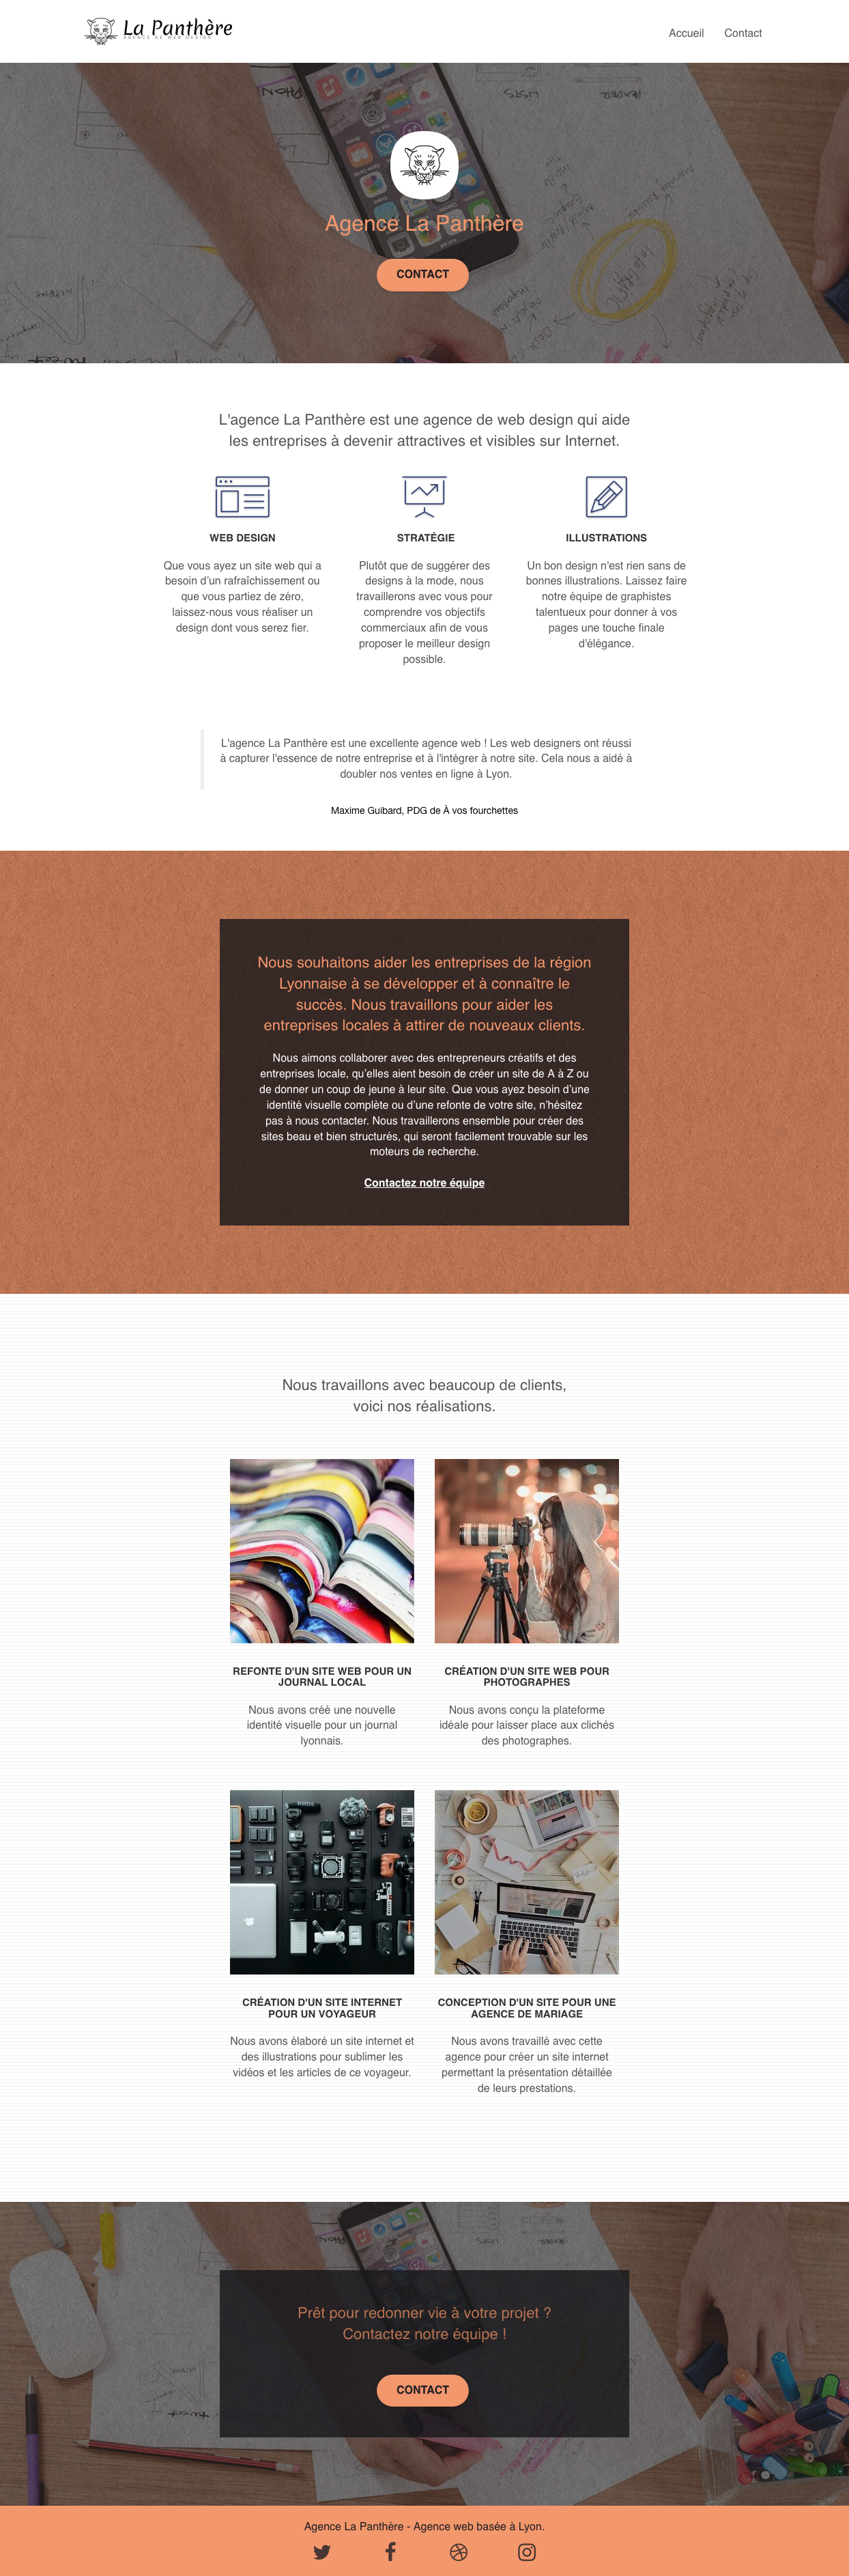 La Panthère
AGENCE DE WEB DESIGN
Accueil
Contact
Agence La Panthère
CONTACT
L'agence La Panthère est une agence de web design qui aide
les entreprises à devenir attractives et visibles sur Internet.
WEB DESIGN
Que vous ayez un site web qui a
besoin d’un rafraîchissement ou
que vous partiez de zéro,
laissez-nous vous réaliser un
design dont vous serez fier.
STRATÉGIE
Plutôt que de suggérer des
designs à la mode, nous
travaillerons avec vous pour
comprendre vos objectifs
commerciaux afin de vous
proposer le meilleur design
possible.
ILLUSTRATIONS
Un bon design n'est rien sans de
bonnes illustrations. Laissez faire
notre équipe de graphistes
talentueux pour donner à vos
pages une touche finale
d’élégance.
L'agence La Panthère est une excellente agence web ! Les web designers ont réussi
à capturer l'essence de notre entreprise et à l'intégrer à notre site. Cela nous a aidé à
doubler nos ventes en ligne à Lyon.
Maxime Guibard, PDG de À vos fourchettes
Nous souhaitons aider les entreprises de la région
Lyonnaise à se développer et à connaître le
succès. Nous travaillons pour aider les
entreprises locales à attirer de nouveaux clients.
Nous aimons collaborer avec des entrepreneurs créatifs et des
entreprises locale, qu’elles aient besoin de créer un site de A à Z ou
de donner un coup de jeune à leur site. Que vous ayez besoin d’une
identité visuelle complète ou d’une refonte de votre site, n’hésitez
pas à nous contacter. Nous travaillerons ensemble pour créer des
sites beau et bien structurés, qui seront facilement trouvable sur les
moteurs de recherche.
Contactez notre équipe
Nous travaillons avec beaucoup de clients,
voici nos réalisations.
REFONTE D'UN SITE WEB POUR UN
JOURNAL LOCAL
Nous avons créé une nouvelle
identité visuelle pour un journal
lyonnais.
CRÉATION D'UN SITE WEB POUR
PHOTOGRAPHES
Nous avons conçu la plateforme
idéale pour laisser place aux clichés
des photographes.
CRÉATION D'UN SITE INTERNET
POUR UN VOYAGEUR
Nous avons élaboré un site internet et
des illustrations pour sublimer les
vidéos et les articles de ce voyageur.
CONCEPTION D'UN SITE POUR UNE
AGENCE DE MARIAGE
Nous avons travaillé avec cette
agence pour créer un site internet
permettant la présentation détaillée
de leurs prestations.
Prêt pour redonner vie à votre projet ?
Contactez notre équipe !
CONTACT
Agence La Panthère - Agence web basée à Lyon.